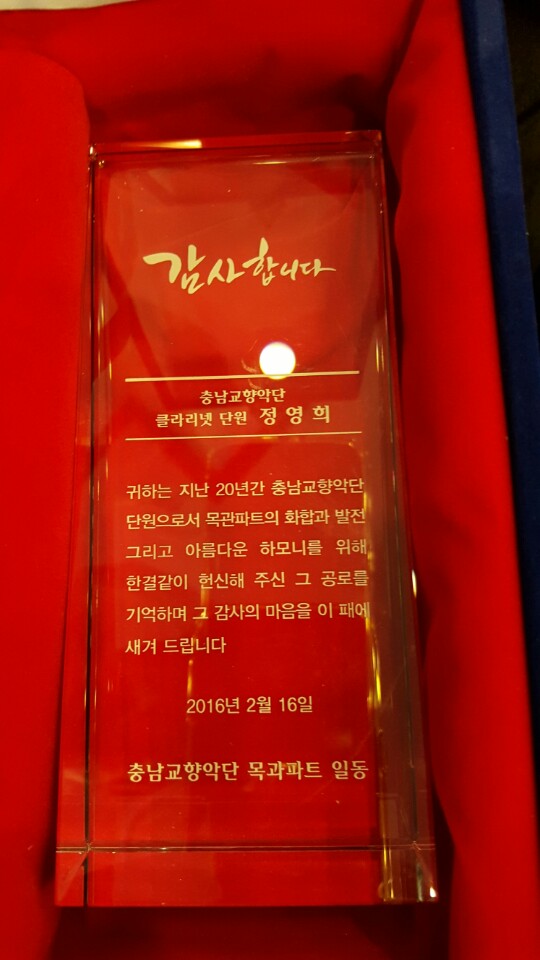 감사합니다
충남교향악단
클라리넷 단원 정영희
귀하는 지난 20년간 충남교향악단
단원으로서 목관파트의 화합과 발전
그리고 아름다운 하모니를 위해
한결같이 헌신해 주신 그 공로를
기억하며 그 감사의 마음을 이 패에
새겨 드립니다
2016년 2월 16일
충남교향악단 목관파트 일동